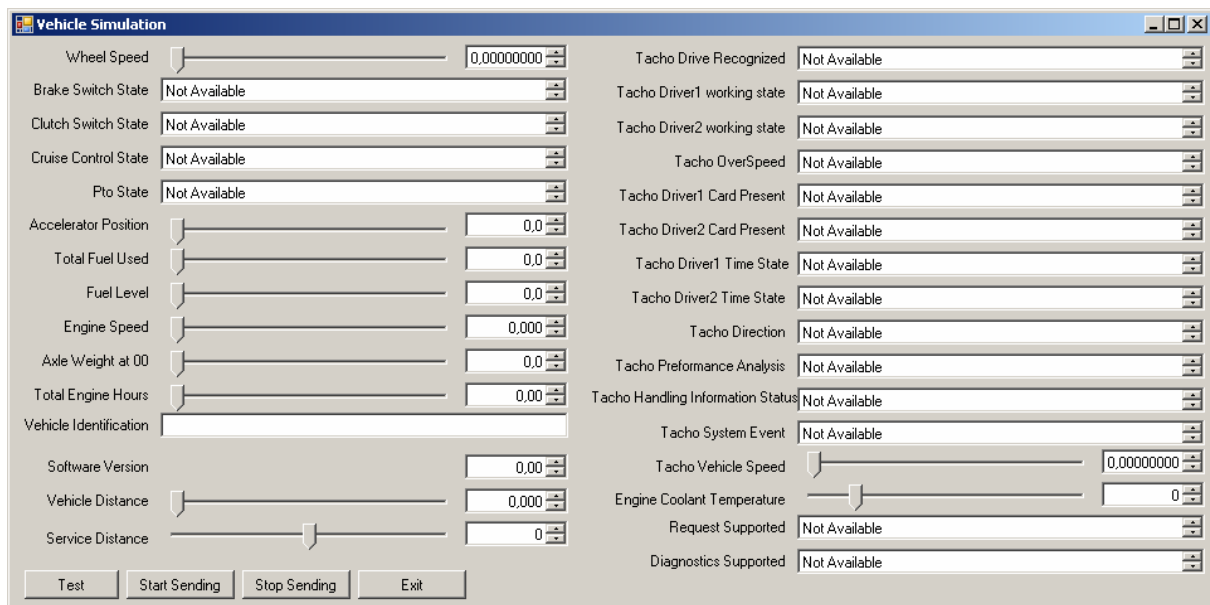 Vehicle Simulation
Wheel Speed 0,00000000
Brake Switch State Not Available
Clutch Switch State Not Available
Cruise Control State Not Available
Pto State Not Available
Accelerator Position 0,0
Total Fuel Used 0,0
Fuel Level 0,0
Engine Speed 0,000
Axle Weight at 00 0,0
Total Engine Hours 0,00
Vehicle Identification
Software Version 0,00
Vehicle Distance 0,000
Service Distance 0
Test Start Sending Stop Sending Exit
Tacho Drive Recognized Not Available
Tacho Driver1 working state Not Available
Tacho Driver2 working state Not Available
Tacho OverSpeed Not Available
Tacho Driver1 Card Present Not Available
Tacho Driver2 Card Present Not Available
Tacho Driver1 Time State Not Available
Tacho Driver2 Time State Not Available
Tacho Direction Not Available
Tacho Preformance Analysis Not Available
Tacho Handling Information Status Not Available
Tacho System Event Not Available
Tacho Vehicle Speed 0,00000000
Engine Coolant Temperature 0
Request Supported Not Available
Diagnostics Supported Not Available